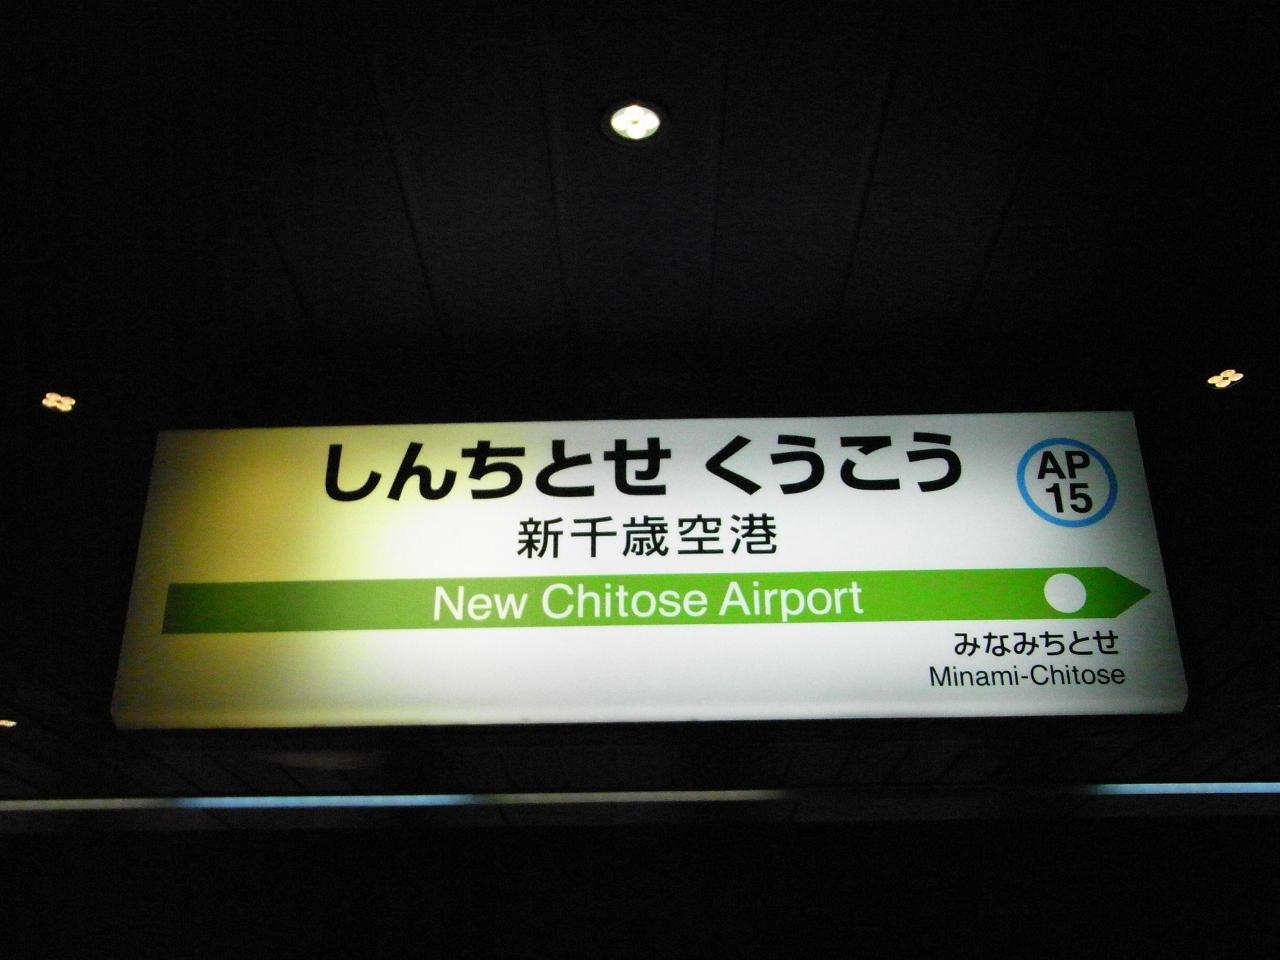 しんちとせ くうこう
AP
15
新千歳空港
New Chitose Airport
みなみちとせ
Minami-Chitose